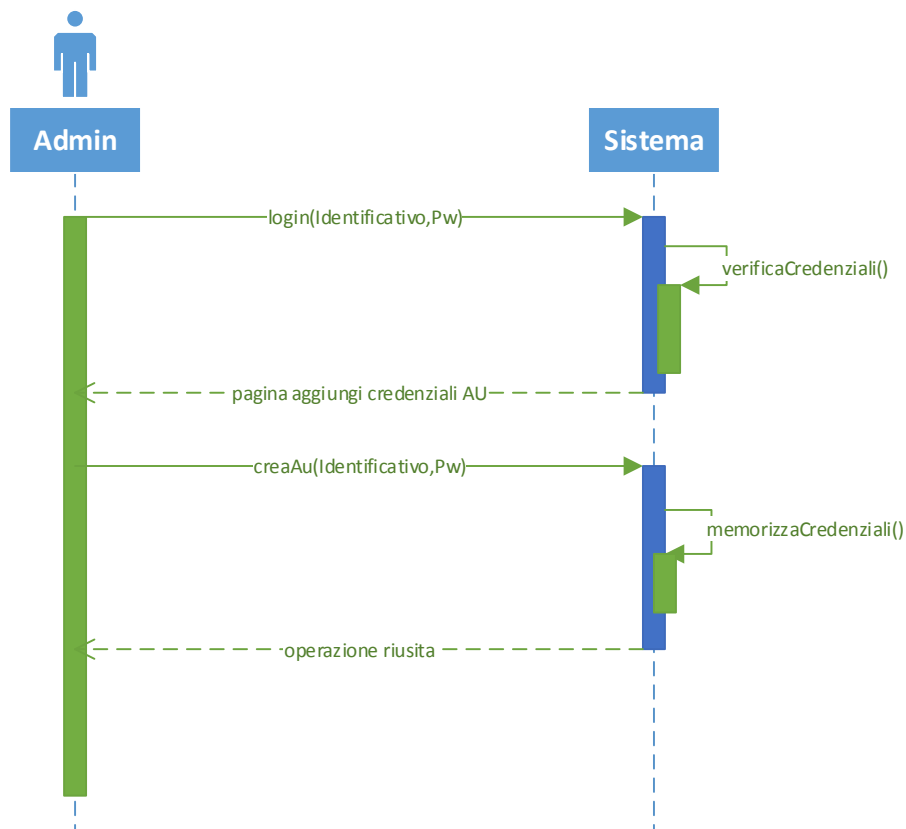 Admin
Sistema
login(Identificativo,Pw)
verificaCredenziali()
pagina aggiungi credenziali AU
creaAu(Identificativo,Pw)
memorizzaCredenziali()
operazione riusita